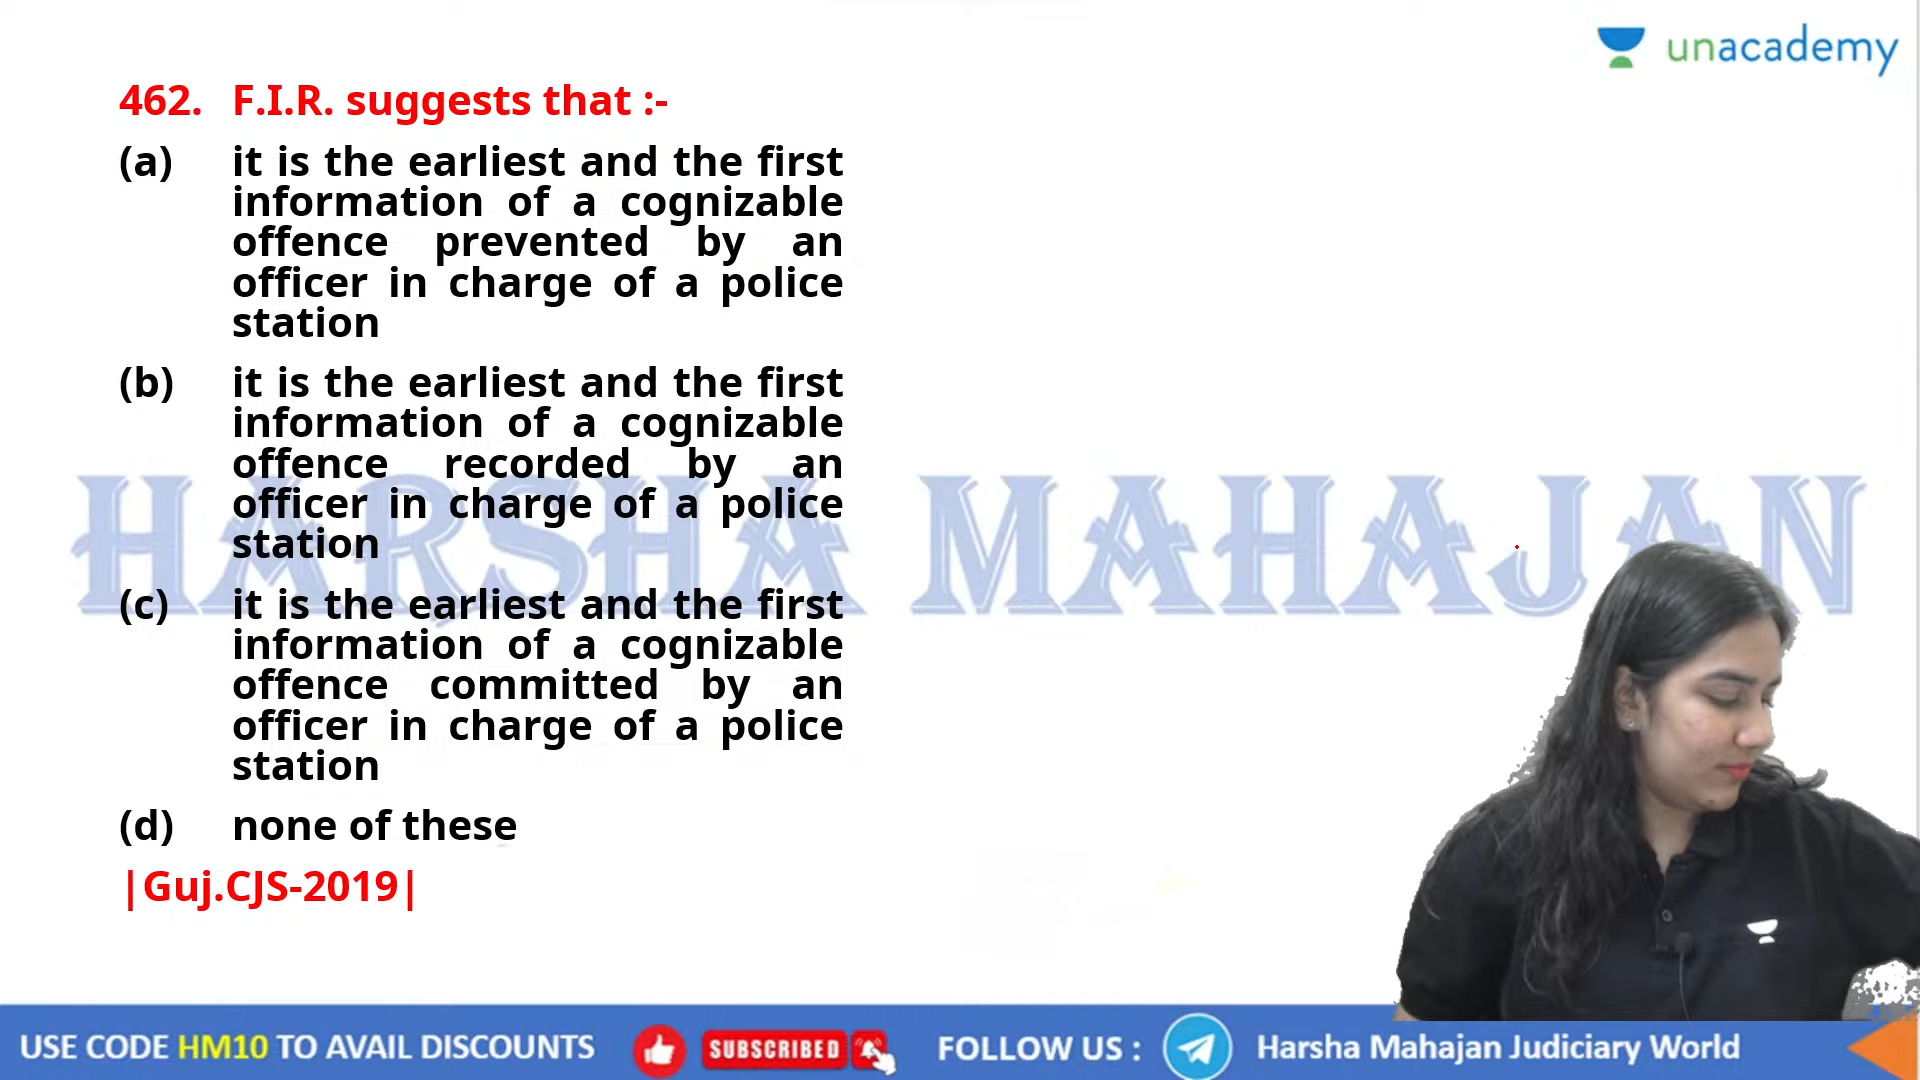 unacademy
462. F.I.R. suggests that :-
(a) it is the earliest and the first
information of a cognizable
offence prevented by an
officer in charge of a police
station
(b) it is the earliest and the first
information of a cognizable
offence recorded by an
officer in charge of a police
station
(c) it is the earliest and the first
information of a cognizable
offence committed by an
officer in charge of a police
station
(d) none of these
|Guj.CJS-2019|
HARSHA MAHAJAN
USE CODE HM10 TO AVAIL DISCOUNTS SUBSCRIBED FOLLOW US : Harsha Mahajan Judiciary World